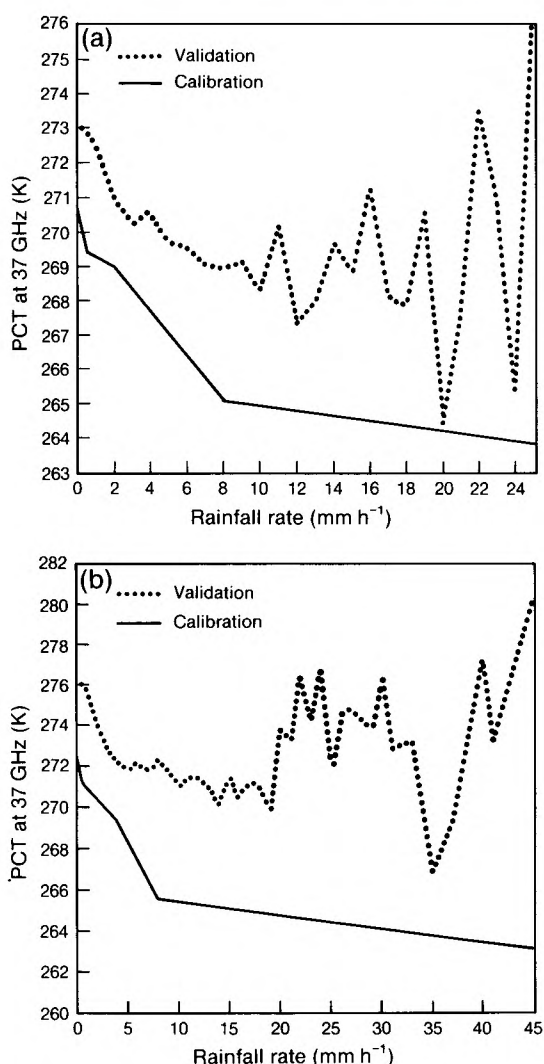 (a)
Validation
Calibration
PCT at 37 GHz (K)
276
275
274
273
271
270
269
268
267
266
265
264
263
0 2 4 6 8 10 12 14 16 18 20 22 24
Rainfall rate (mm h⁻¹)
(b)
Validation
Calibration
PCT at 37 GHz (K)
282
280
278
276
274
272
270
268
266
264
262
260
0 5 10 15 20 25 30 35 40 45
Rainfall rate (mm h⁻¹)